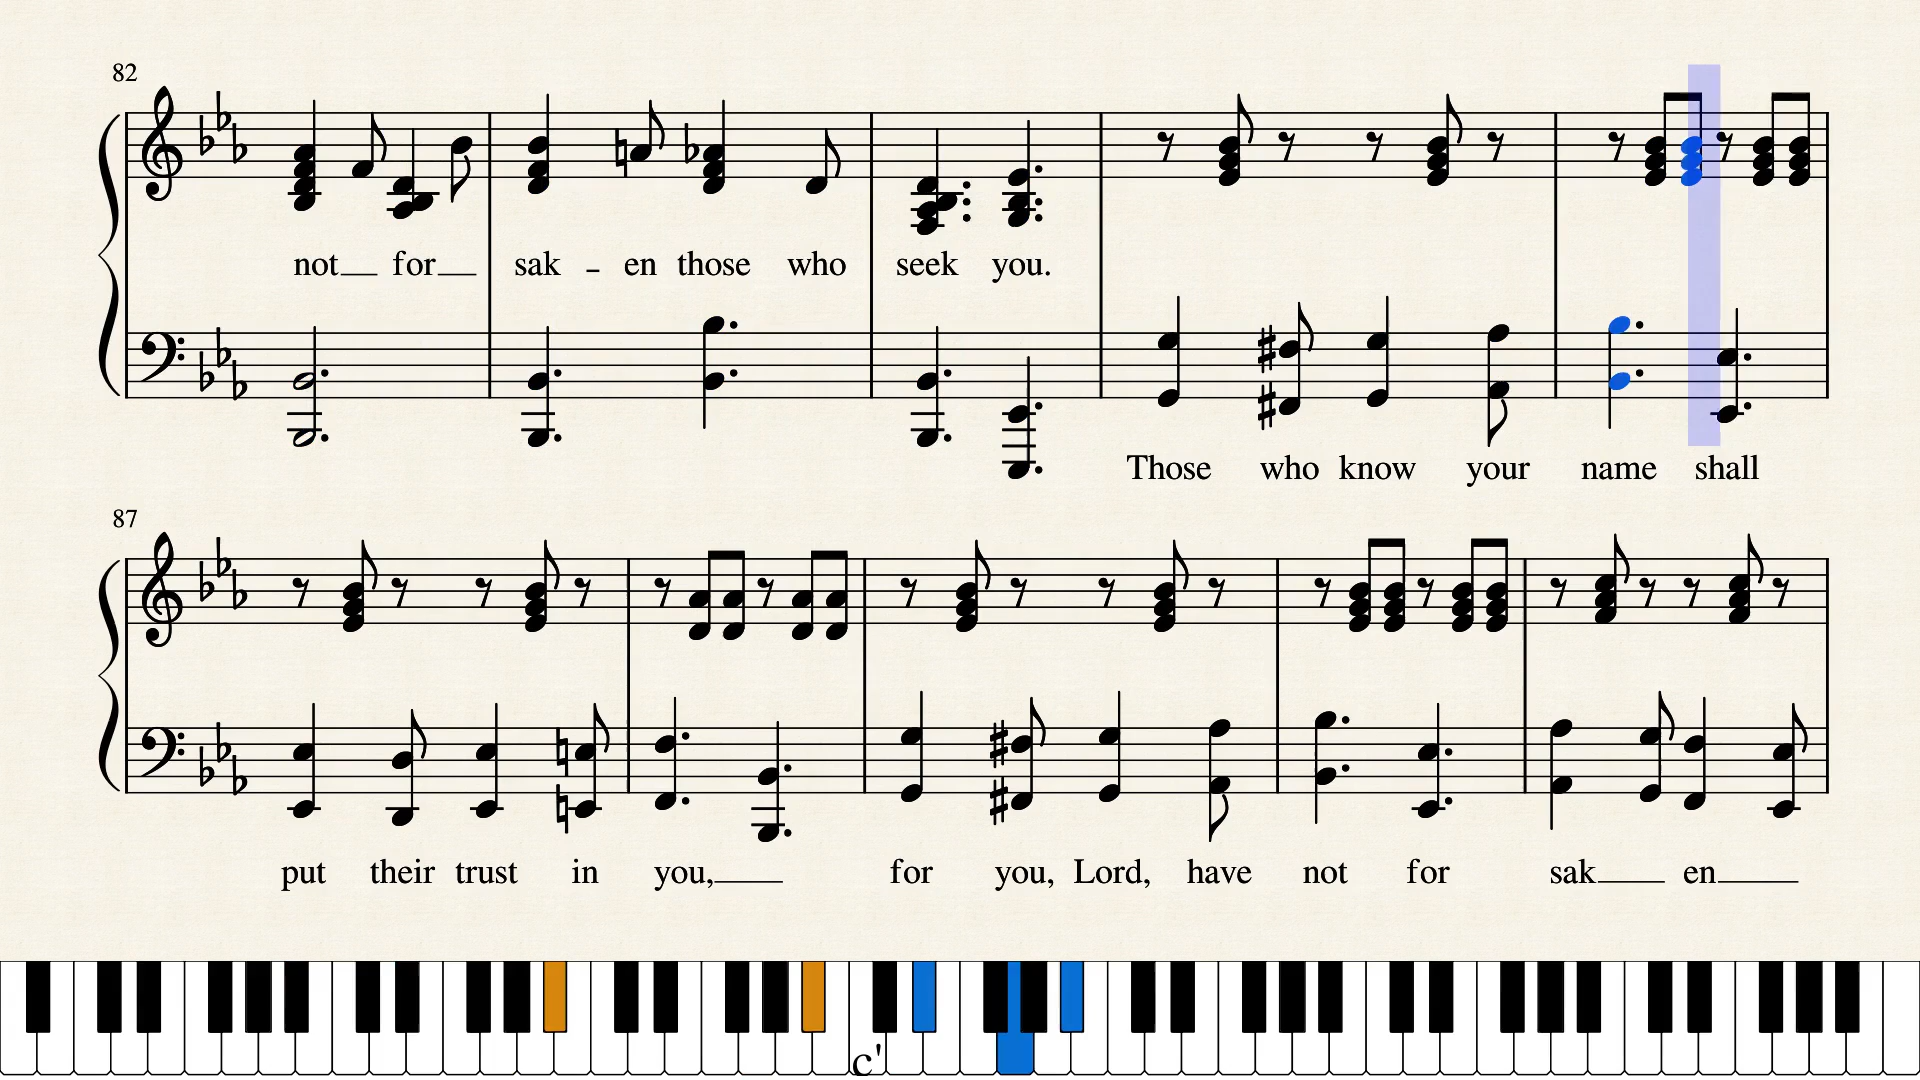 82
not for sak - en those who seek you.
Those who know your name shall
87
put their trust in you, for you, Lord, have not for sak en
c'